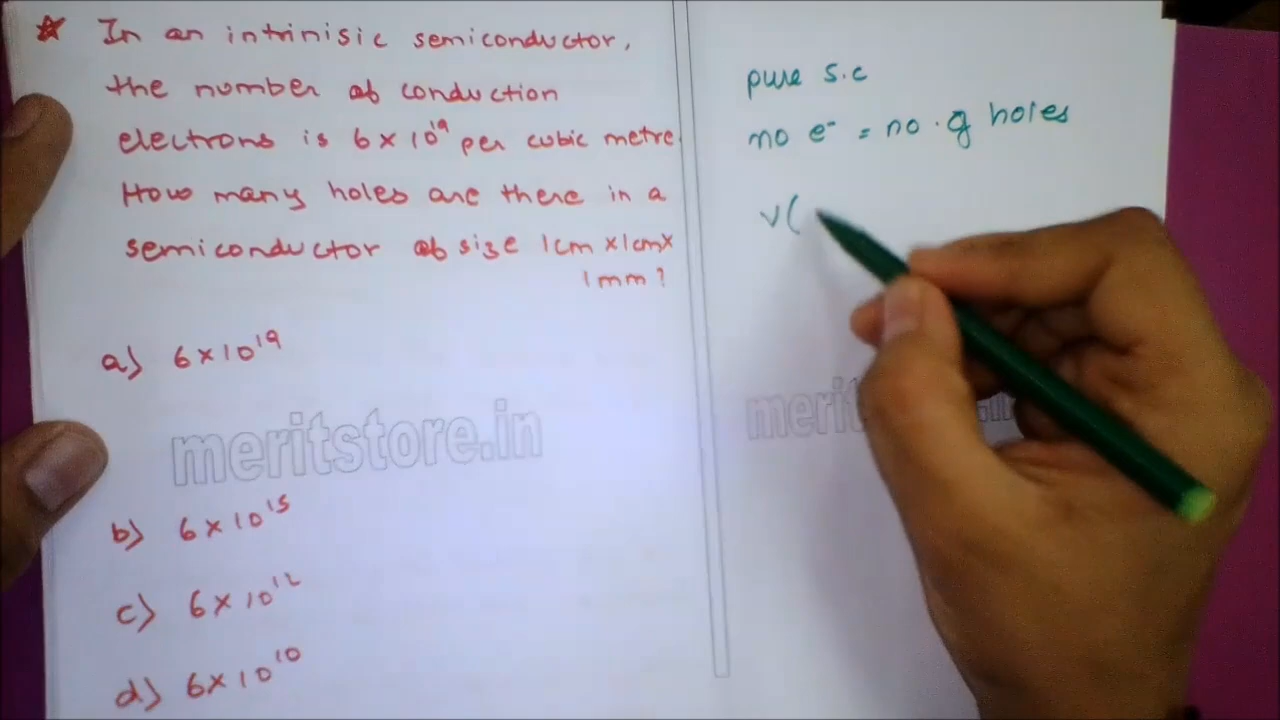 In an intrinisic semiconductor,
the number of conduction
electrons is 6 × 10¹⁹ per cubic metre.
How many holes are there in a
semiconductor of size 1cm × 1cm ×
1mm?
a) 6 × 10¹⁹
meritstore.in
b) 6 × 10¹⁵
c) 6 × 10¹²
d) 6 × 10¹⁰
pure s.c
no e⁻ = no. of holes
v(